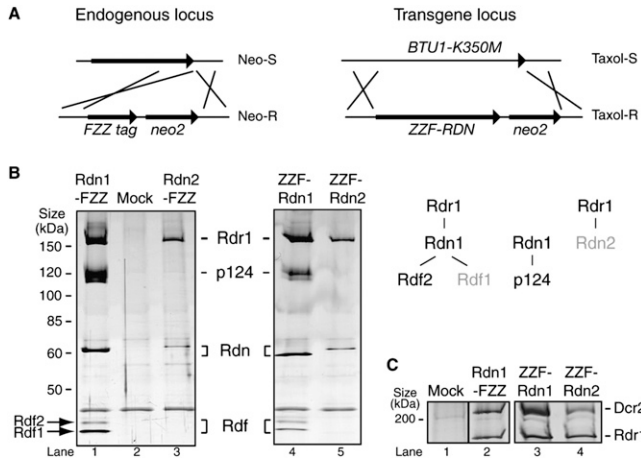 A
Endogenous locus
Transgene locus
Neo-S
BTU1-K350M
Taxol-S
Neo-R
Taxol-R
FZZ tag
neo2
ZZF-RDN
neo2
B
Size
(kDa)
Rdn1
-FZZ
Mock
Rdn2
-FZZ
ZZF-
Rdn1
ZZF-
Rdn2
150
120
100
85
60
50
Rdr1
p124
Rdn
Rdf
Rdf2
Rdf1
Lane
1
2
3
4
5
Rdr1
Rdn1
Rdf2
Rdf1
Rdn1
p124
Rdr1
Rdn2
C
Size
(kDa)
Mock
Rdn1
-FZZ
ZZF-
Rdn1
ZZF-
Rdn2
200
Dcr2
Rdr1
Lane
1
2
3
4